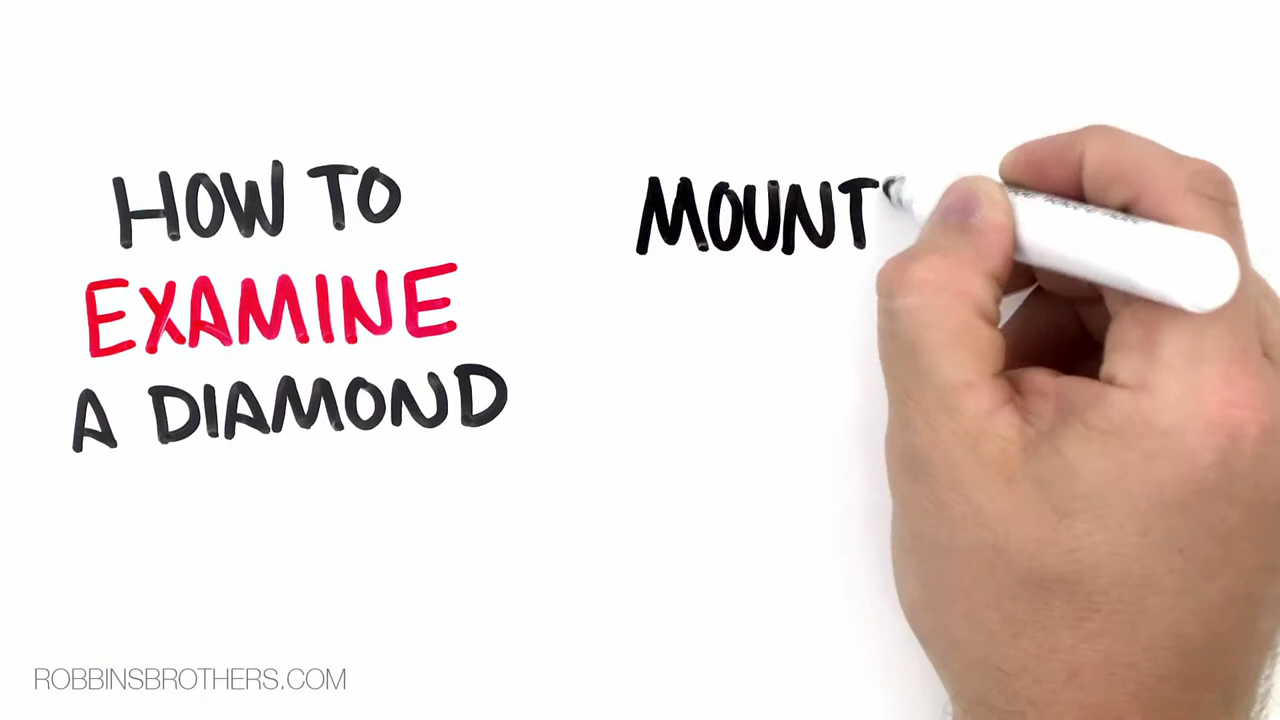 HOW TO
EXAMINE
A DIAMOND
MOUNT
ROBBINSBROTHERS.COM